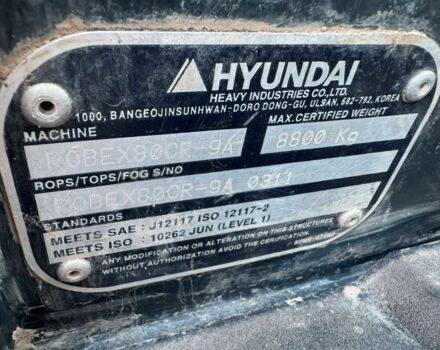 HYUNDAI
HEAVY INDUSTRIES CO.,LTD.
1000, BANGEOJINSUNHWAN-DORO DONG-GU, ULSAN, 682-792, KOREA
MACHINE
MAX.CERTIFIED WEIGHT
ROBEX80CR-9A
8800 Kg
ROPS/TOPS/FOG S/NO
ROBEX80CR-9A 0311
STANDARDS
MEETS SAE : J12117 ISO 12117-2
MEETS ISO : 10262 JUN (LEVEL 1)
ANY MODIFICATION OR ALTERATION ON THIS STRUCTURES
WITHOUT AUTHORIZATION AVOID THE CERTIFICATION.